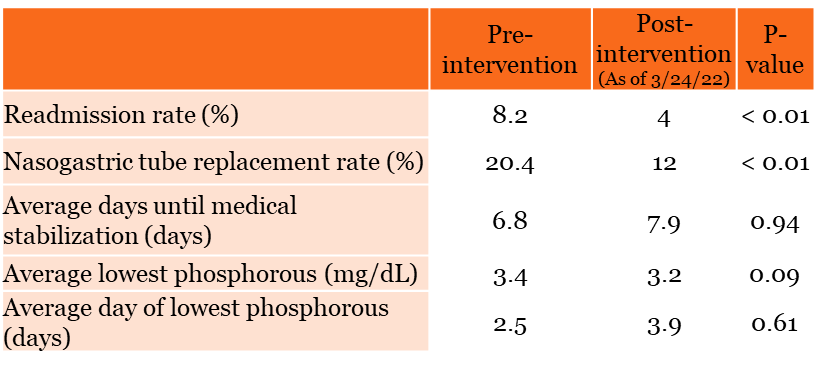 Pre-intervention Post-intervention (As of 3/24/22) P-value
Readmission rate (%) 8.2 4 < 0.01
Nasogastric tube replacement rate (%) 20.4 12 < 0.01
Average days until medical
stabilization (days) 6.8 7.9 0.94
Average lowest phosphorous (mg/dL) 3.4 3.2 0.09
Average day of lowest phosphorous
(days) 2.5 3.9 0.61